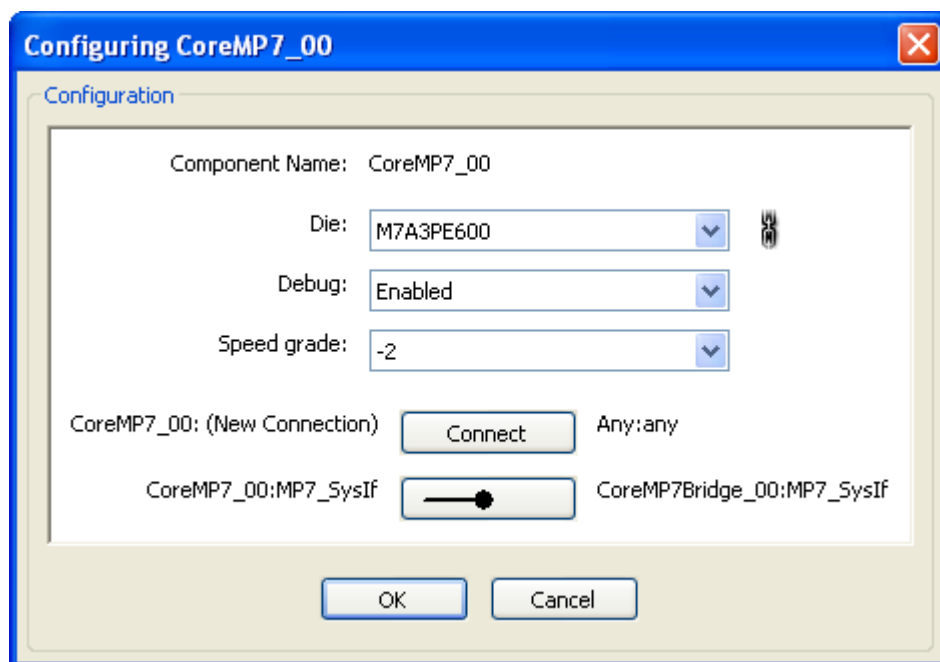 Configuring CoreMP7_00
Configuration
Component Name: CoreMP7_00
Die: M7A3PE600
Debug: Enabled
Speed grade: -2
CoreMP7_00: (New Connection) Connect Any:any
CoreMP7_00:MP7_SysIf CoreMP7Bridge_00:MP7_SysIf
OK Cancel